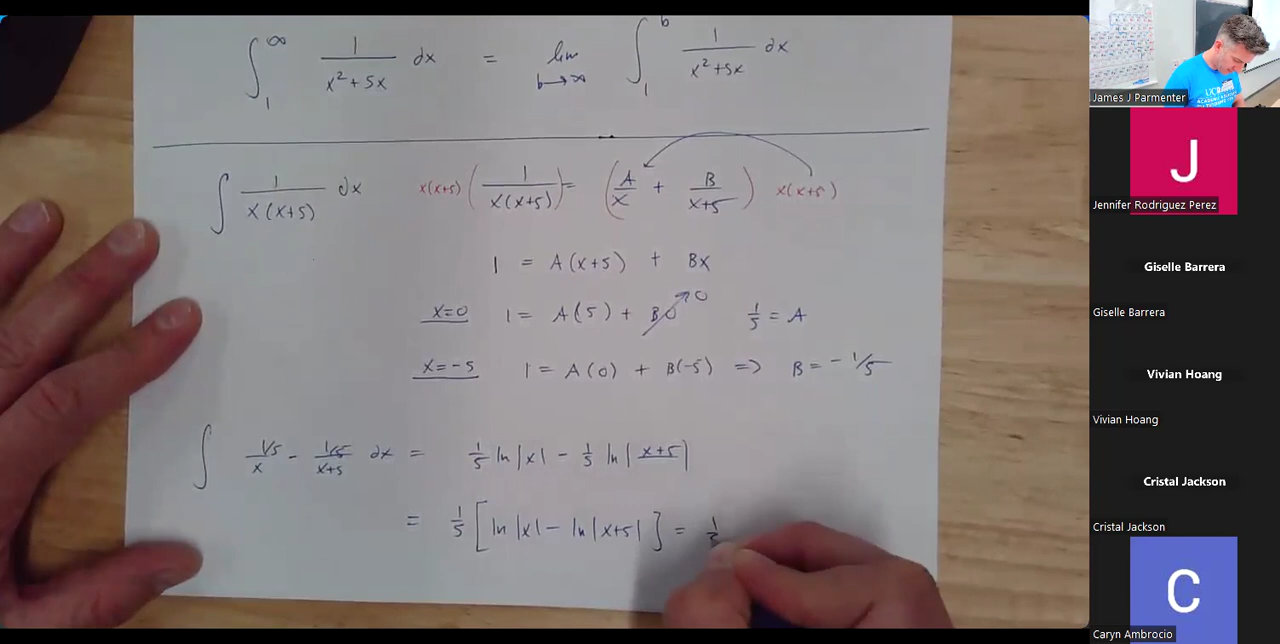 ∫₁^∞ 1/(x²+5x) dx = lim b→∞ ∫₁^b 1/(x²+5x) dx
∫ 1/(x(x+5)) dx   x(x+5) ( 1/(x(x+5)) ) = ( A/x + B/(x+5) ) x(x+5)
1 = A(x+5) + Bx
x=0   1 = A(5) + B0 →0   1/5 = A
x=-5   1 = A(0) + B(-5) => B = -1/5
∫ (1/5)/x - (1/5)/(x+5) dx = 1/5 ln|x| - 1/5 ln|x+5|
= 1/5 [ln|x| - ln|x+5|] =
James J Parmenter
J
Jennifer Rodriguez Perez
Giselle Barrera
Giselle Barrera
Vivian Hoang
Vivian Hoang
Cristal Jackson
Cristal Jackson
C
Caryn Ambrocio